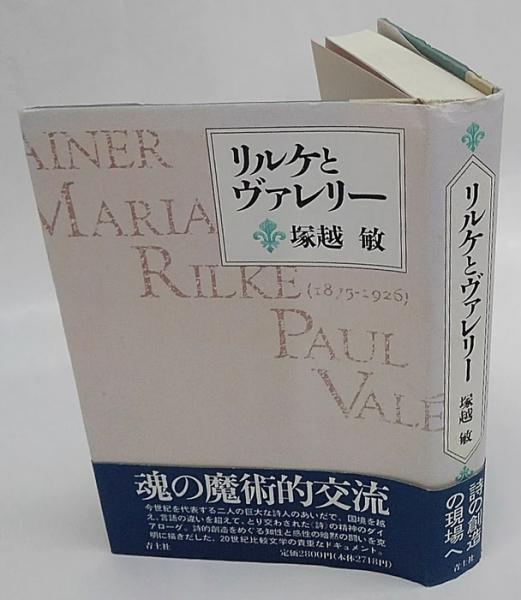 AINER
MARIA
RILKE (1875-1926)
PAUL
VALÉ
リルケと
ヴァレリー
塚越 敏
魂の魔術的交流
今世紀を代表する二人の巨大な詩人のあいだで、国境を越
え、言語の違いを超えて、とり交わされた〈詩〉の精神のダイ
アローグ。詩的創造をめぐる知性と感性の暗黙の闘いを克
明に描きだした、20世紀比較文学の貴重なドキュメント。
青土社
定価2800円(本体2718円)
リルケとヴァレリー
塚越 敏
詩の創造
の現場へ
青土社